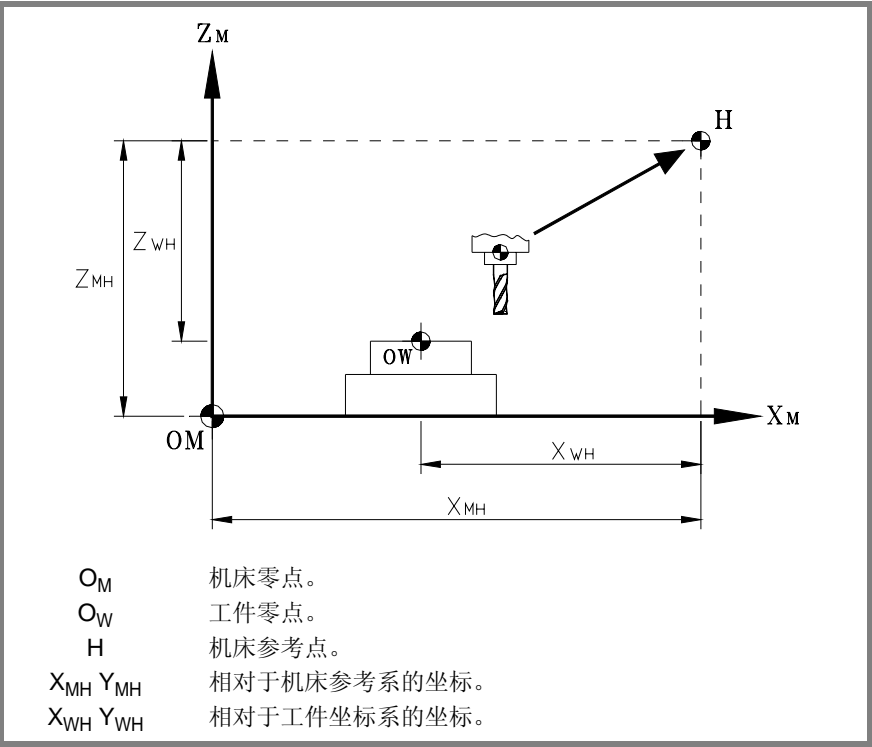 ZM
H
ZWH
ZMH
OW
OM
XM
XWH
XMH
OM 机床零点。
OW 工件零点。
H 机床参考点。
XMH YMH 相对于机床参考系的坐标。
XWH YWH 相对于工件坐标系的坐标。